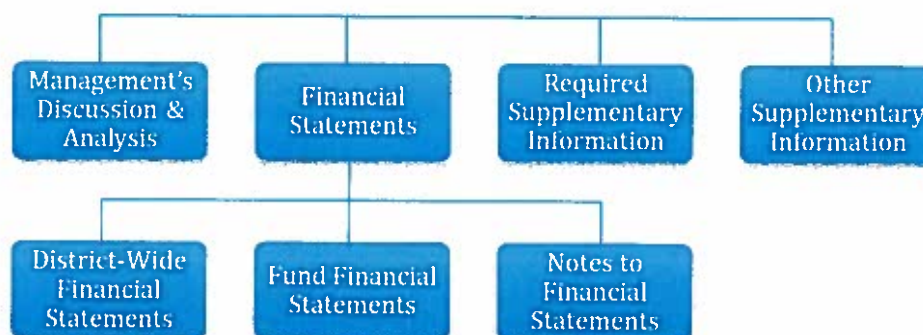 Management's
Discussion &
Analysis
Financial
Statements
Required
Supplementary
Information
Other
Supplementary
Information
District-Wide
Financial
Statements
Fund Financial
Statements
Notes to
Financial
Statements